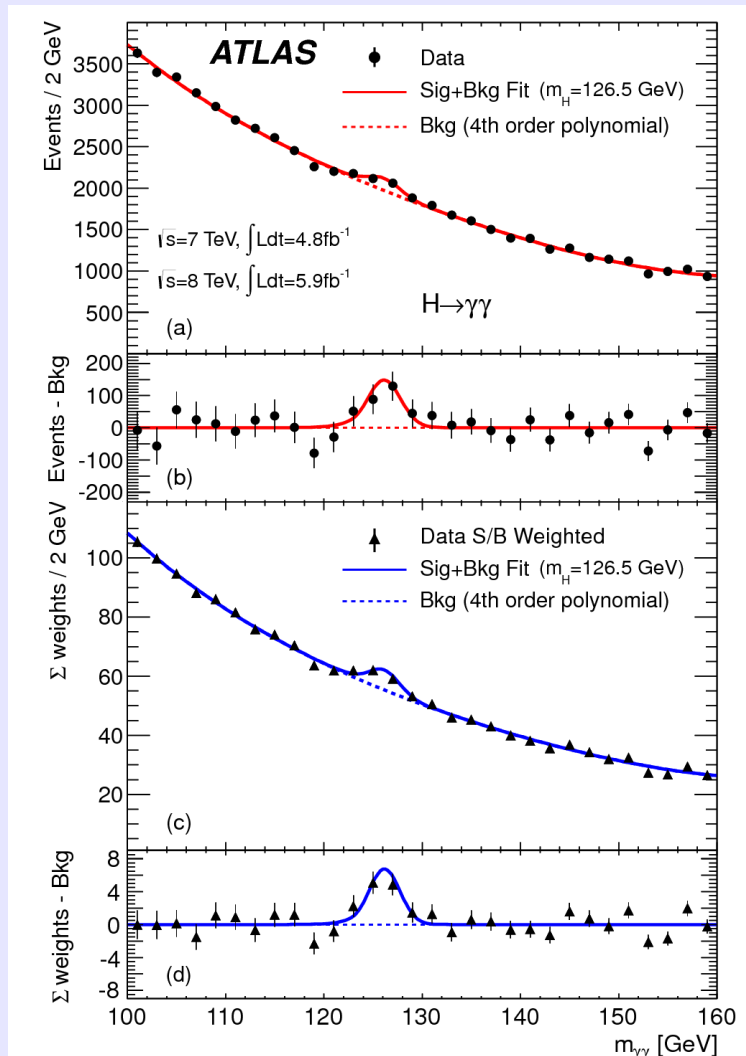 ATLAS
Data
Sig+Bkg Fit (mH=126.5 GeV)
Bkg (4th order polynomial)
Events / 2 GeV
3500
3000
2500
2000
1500
1000
500
√s=7 TeV, ∫Ldt=4.8fb⁻¹
√s=8 TeV, ∫Ldt=5.9fb⁻¹
H→γγ
(a)
Events - Bkg
200
100
0
-100
-200
(b)
Σ weights / 2 GeV
100
80
60
40
20
Data S/B Weighted
Sig+Bkg Fit (mH=126.5 GeV)
Bkg (4th order polynomial)
(c)
Σ weights - Bkg
8
4
0
-4
-8
(d)
100 110 120 130 140 150 160
mγγ [GeV]